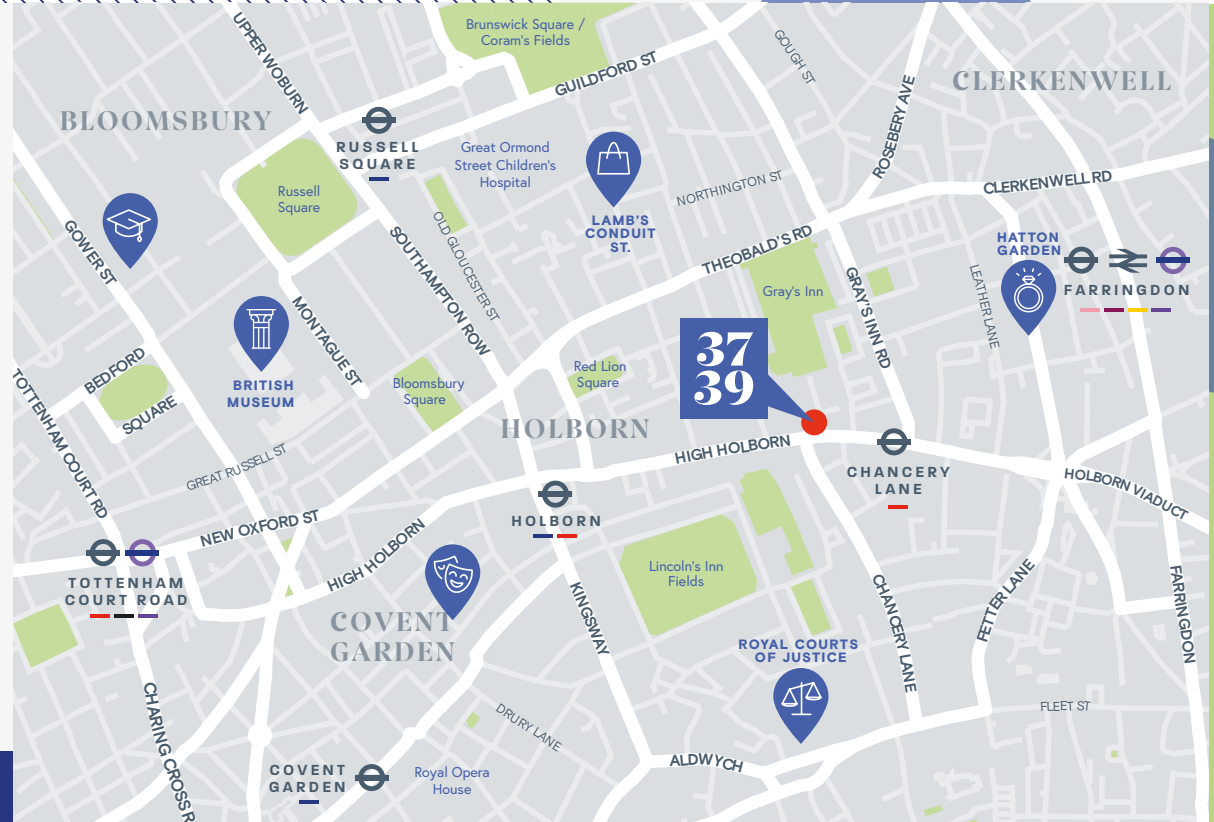 Brunswick Square /
Coram's Fields
UPPER WOBURN
GUILDFORD ST
GOUGH ST
CLERKENWELL
BLOOMSBURY
ROSEBERY AVE
RUSSELL
SQUARE
Great Ormond
Street Children's
Hospital
Russell
Square
NORTHINGTON ST
CLERKENWELL RD
LAMB'S
CONDUIT
ST.
OLD GLOUCESTER ST
GOWER ST
SOUTHAMPTON ROW
THEOBALD'S RD
HATTON
GARDEN
FARRINGDON
Gray's Inn
GRAY'S INN RD
LEATHER LANE
MONTAGUE ST
37
39
BEDFORD
SQUARE
BRITISH
MUSEUM
Bloomsbury
Square
Red Lion
Square
TOTTENHAM COURT RD
HOLBORN
HIGH HOLBORN
GREAT RUSSELL ST
CHANCERY
LANE
HOLBORN VIADUCT
NEW OXFORD ST
HOLBORN
HIGH HOLBORN
TOTTENHAM
COURT ROAD
Lincoln's Inn
Fields
KINGSWAY
CHANCERY LANE
FETTER LANE
FARRINGDON
COVENT
GARDEN
ROYAL COURTS
OF JUSTICE
CHARING CROSS R
DRURY LANE
FLEET ST
ALDWYCH
COVENT
GARDEN
Royal Opera
House